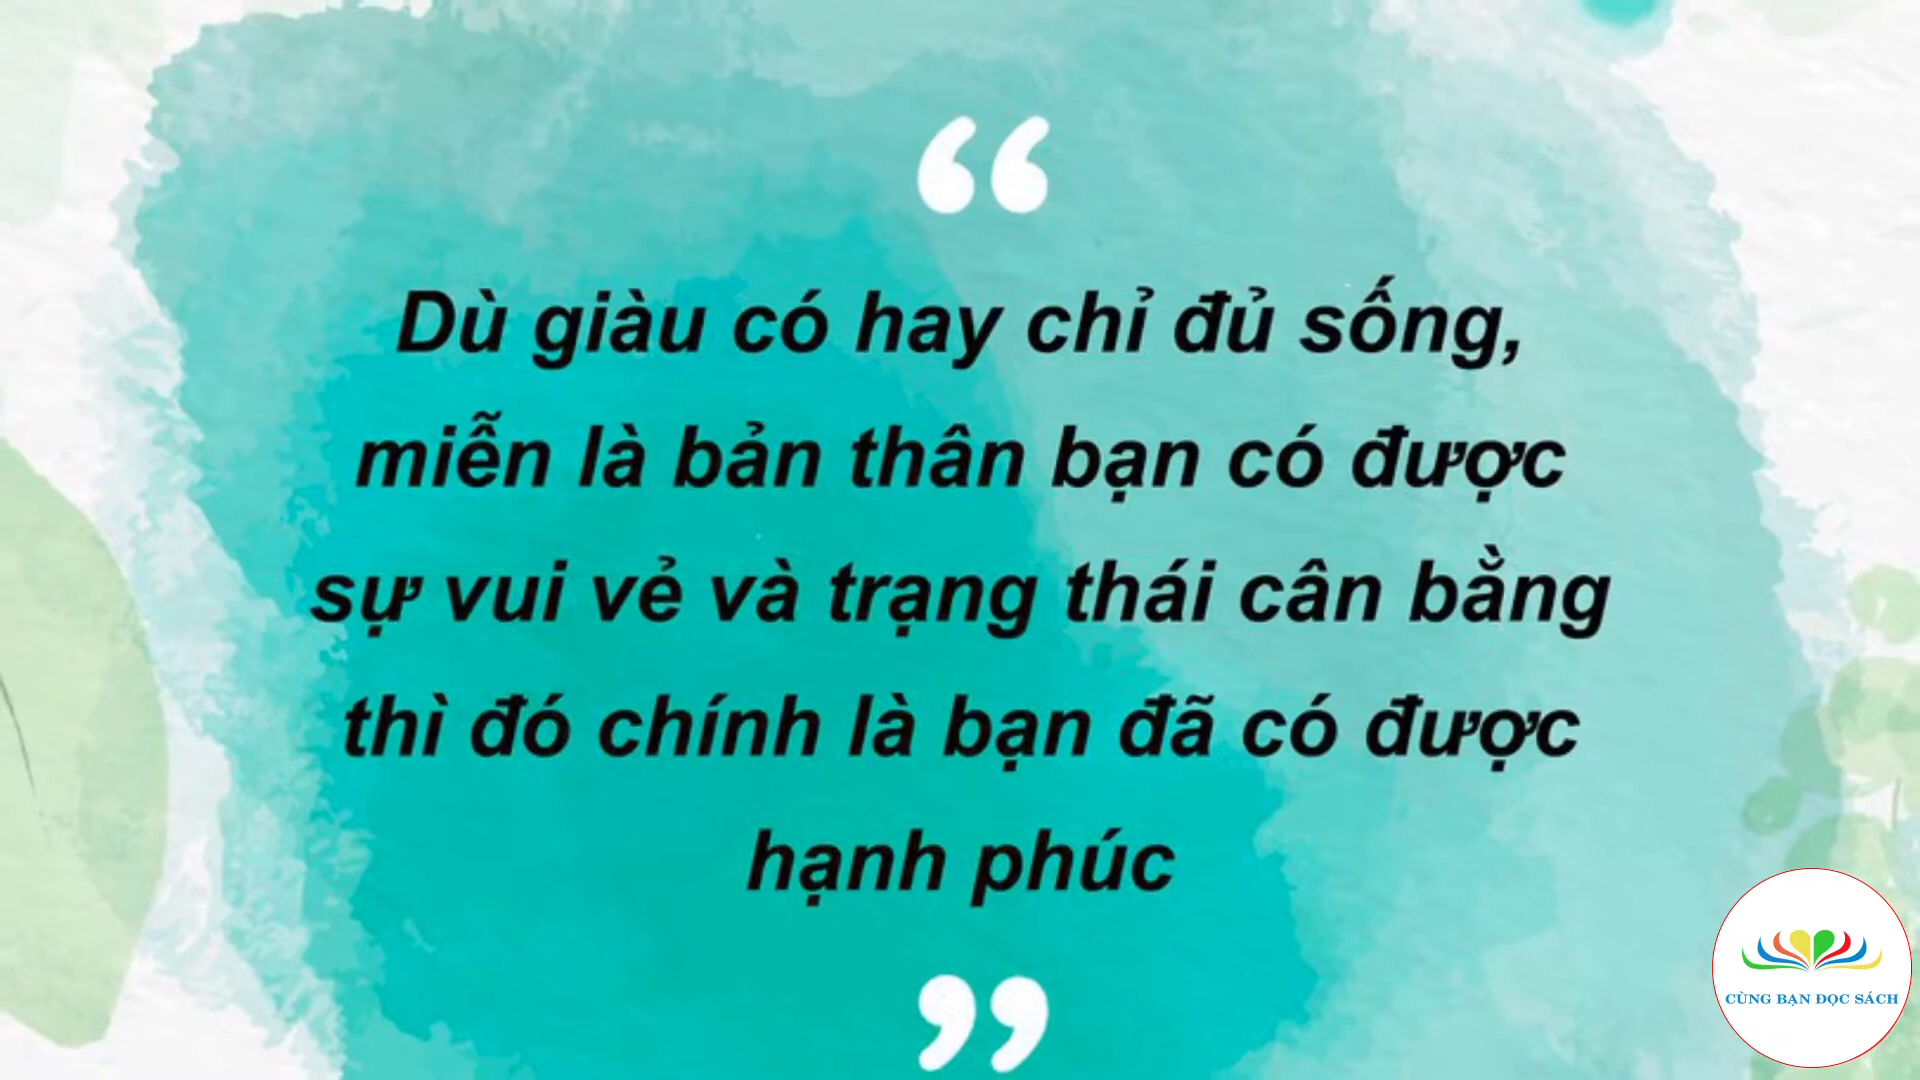 “
Dù giàu có hay chỉ đủ sống,
miễn là bản thân bạn có được
sự vui vẻ và trạng thái cân bằng
thì đó chính là bạn đã có được
hạnh phúc
”
CÙNG BẠN ĐỌC SÁCH